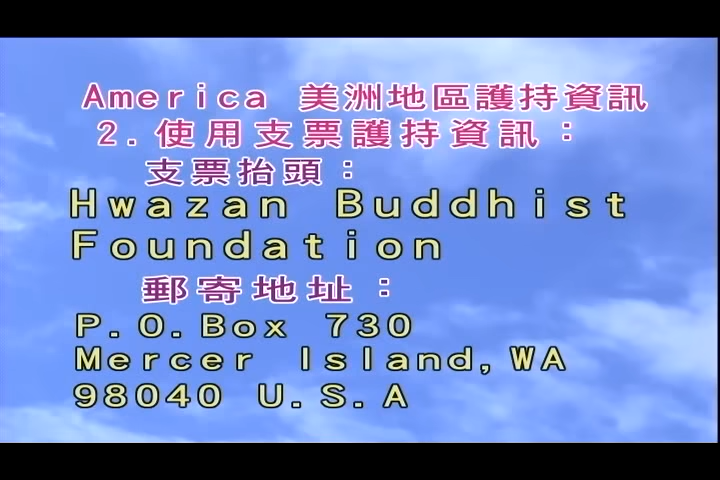 America 美洲地區護持資訊
2.使用支票護持資訊：
支票抬頭：
Hwazan Buddhist
Foundation
郵寄地址：
P.O.Box 730
Mercer Island,WA
98040 U.S.A